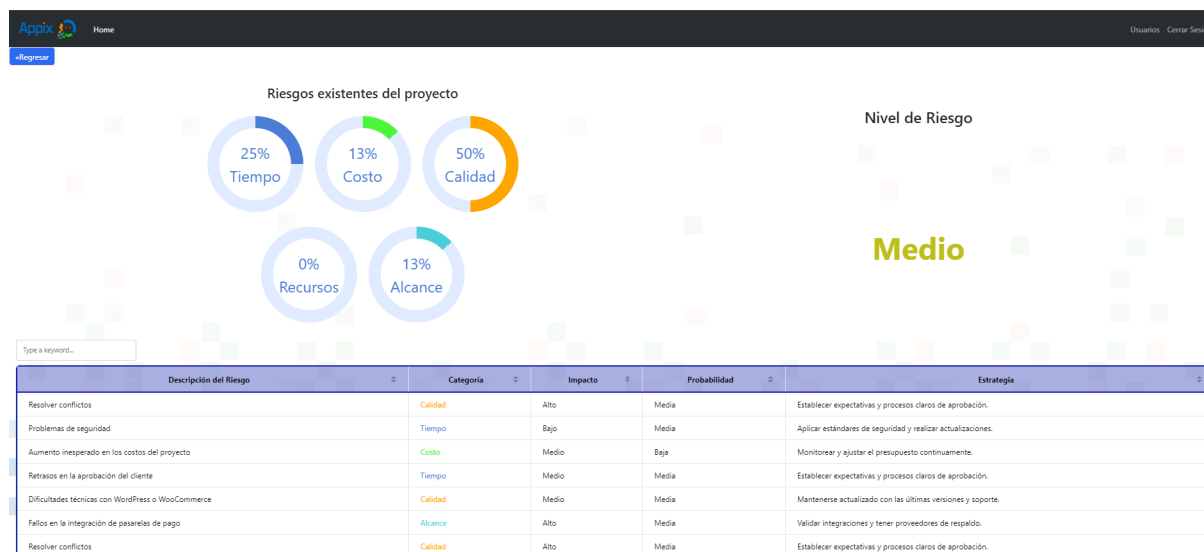 Appix Home Usuarios Cerrar Sesi
«Regresar
Riesgos existentes del proyecto
Nivel de Riesgo
25% 13% 50%
Tiempo Costo Calidad
Medio
0% 13%
Recursos Alcance
Type a keyword...
Descripción del Riesgo Categoría Impacto Probabilidad Estrategia
Resolver conflictos Calidad Alto Media Establecer expectativas y procesos claros de aprobación.
Problemas de seguridad Tiempo Bajo Media Aplicar estándares de seguridad y realizar actualizaciones.
Aumento inesperado en los costos del proyecto Costo Medio Baja Monitorear y ajustar el presupuesto continuamente.
Retrasos en la aprobación del cliente Tiempo Medio Media Establecer expectativas y procesos claros de aprobación.
Dificultades técnicas con WordPress o WooCommerce Calidad Medio Media Mantenerse actualizado con las últimas versiones y soporte.
Fallos en la integración de pasarelas de pago Alcance Alto Media Validar integraciones y tener proveedores de respaldo.
Resolver conflictos Calidad Alto Media Establecer expectativas y procesos claros de aprobación.